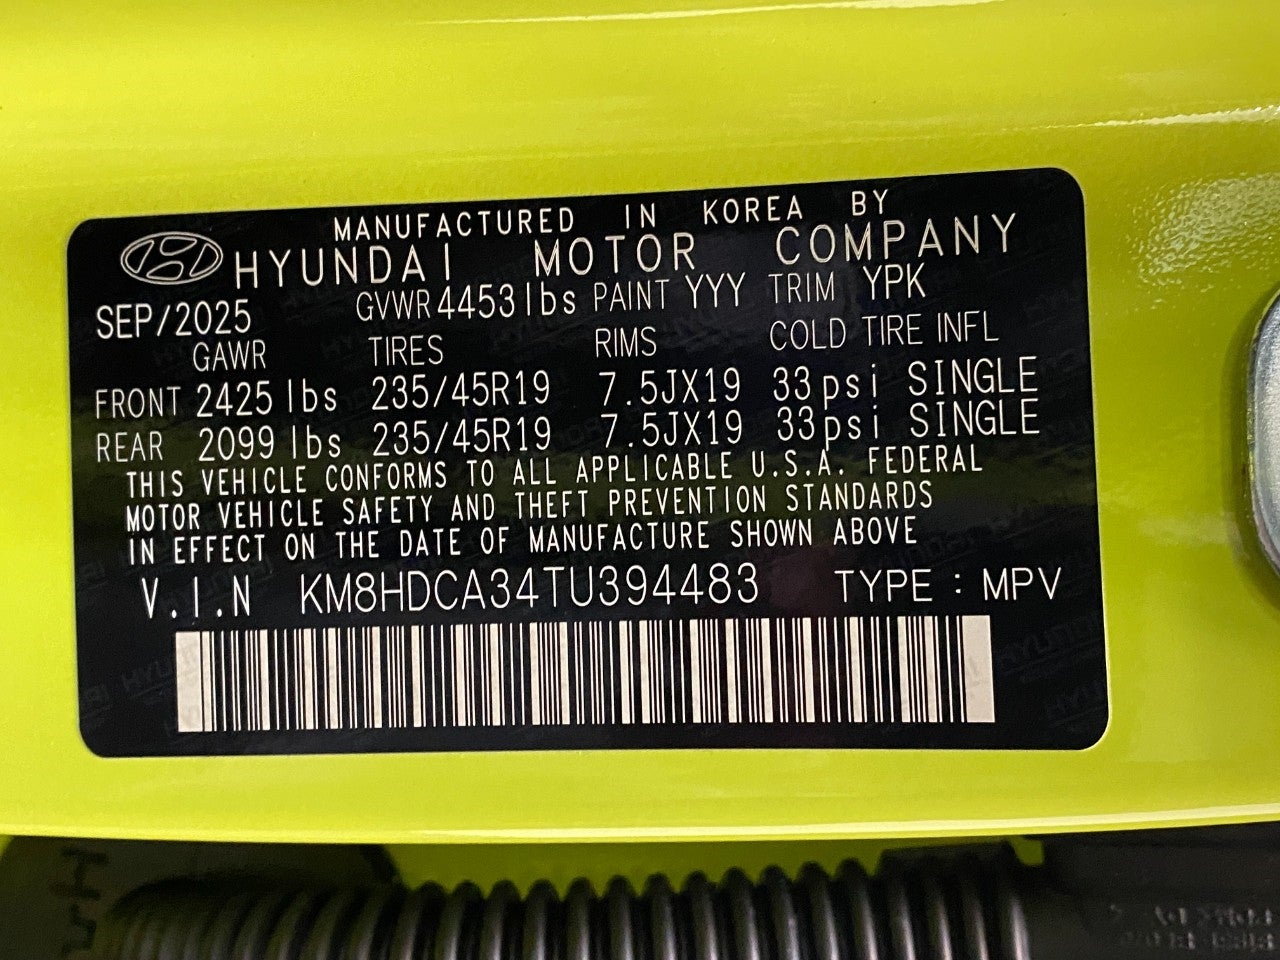 MANUFACTURED IN KOREA BY
HYUNDAI MOTOR COMPANY
SEP/2025 GVWR 4453 lbs PAINT YYY TRIM YPK
GAWR TIRES RIMS COLD TIRE INFL
FRONT 2425 lbs 235/45R19 7.5JX19 33psi SINGLE
REAR 2099 lbs 235/45R19 7.5JX19 33psi SINGLE
THIS VEHICLE CONFORMS TO ALL APPLICABLE U.S.A. FEDERAL
MOTOR VEHICLE SAFETY AND THEFT PREVENTION STANDARDS
IN EFFECT ON THE DATE OF MANUFACTURE SHOWN ABOVE
V.I.N KM8HDCA34TU394483 TYPE : MPV